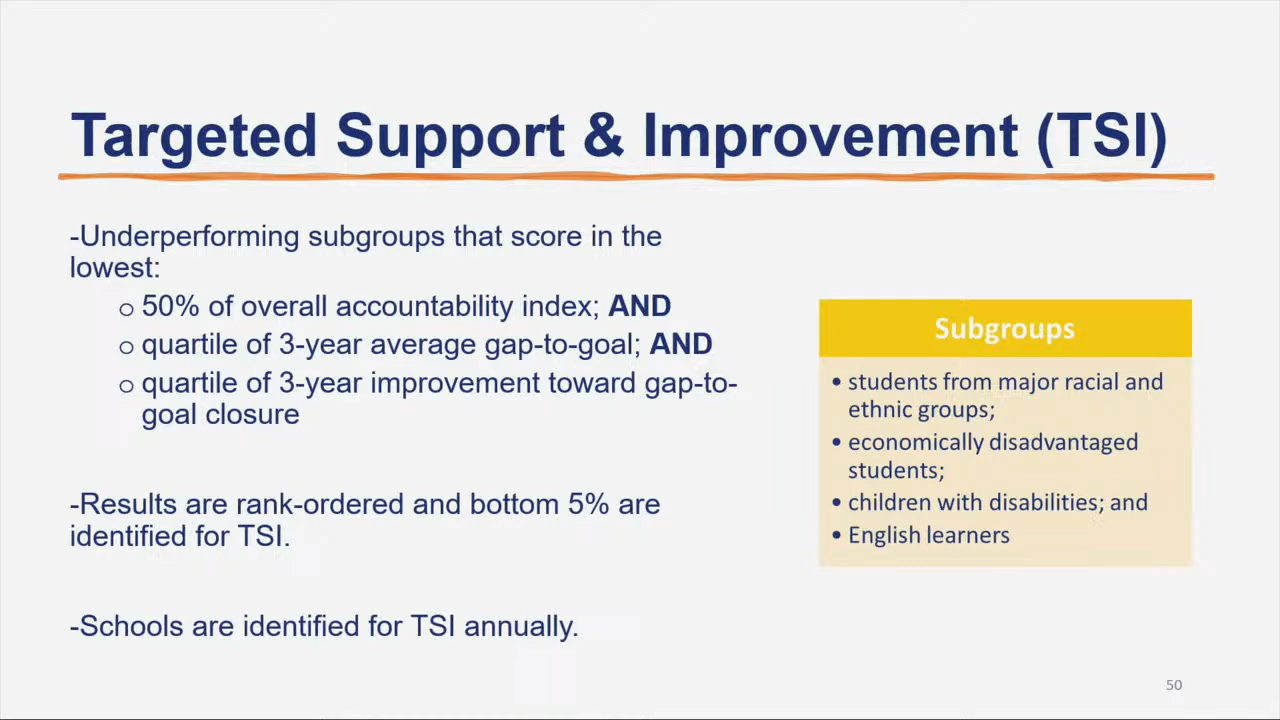 Targeted Support & Improvement (TSI)
-Underperforming subgroups that score in the
lowest:
o 50% of overall accountability index; AND
o quartile of 3-year average gap-to-goal; AND
o quartile of 3-year improvement toward gap-to-
goal closure
-Results are rank-ordered and bottom 5% are
identified for TSI.
-Schools are identified for TSI annually.
Subgroups
• students from major racial and
ethnic groups;
• economically disadvantaged
students;
• children with disabilities; and
• English learners
50